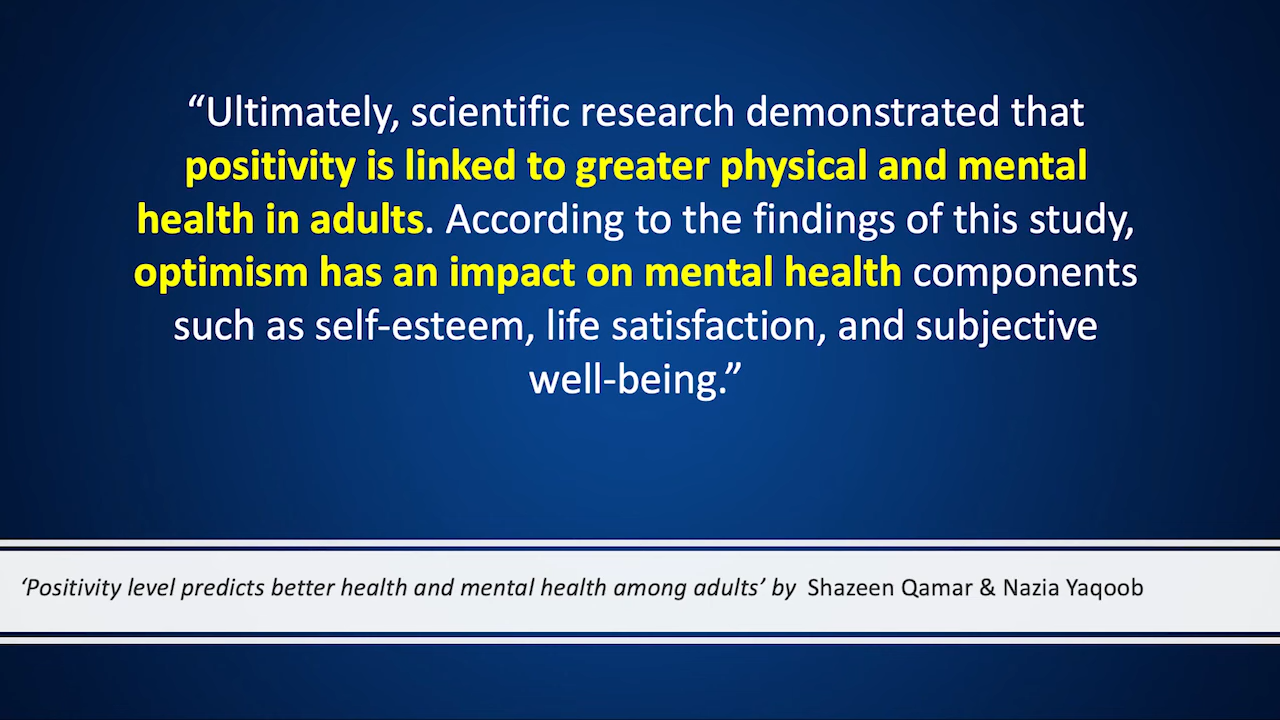 “Ultimately, scientific research demonstrated that
positivity is linked to greater physical and mental
health in adults. According to the findings of this study,
optimism has an impact on mental health components
such as self-esteem, life satisfaction, and subjective
well-being.”
‘Positivity level predicts better health and mental health among adults’ by Shazeen Qamar & Nazia Yaqoob